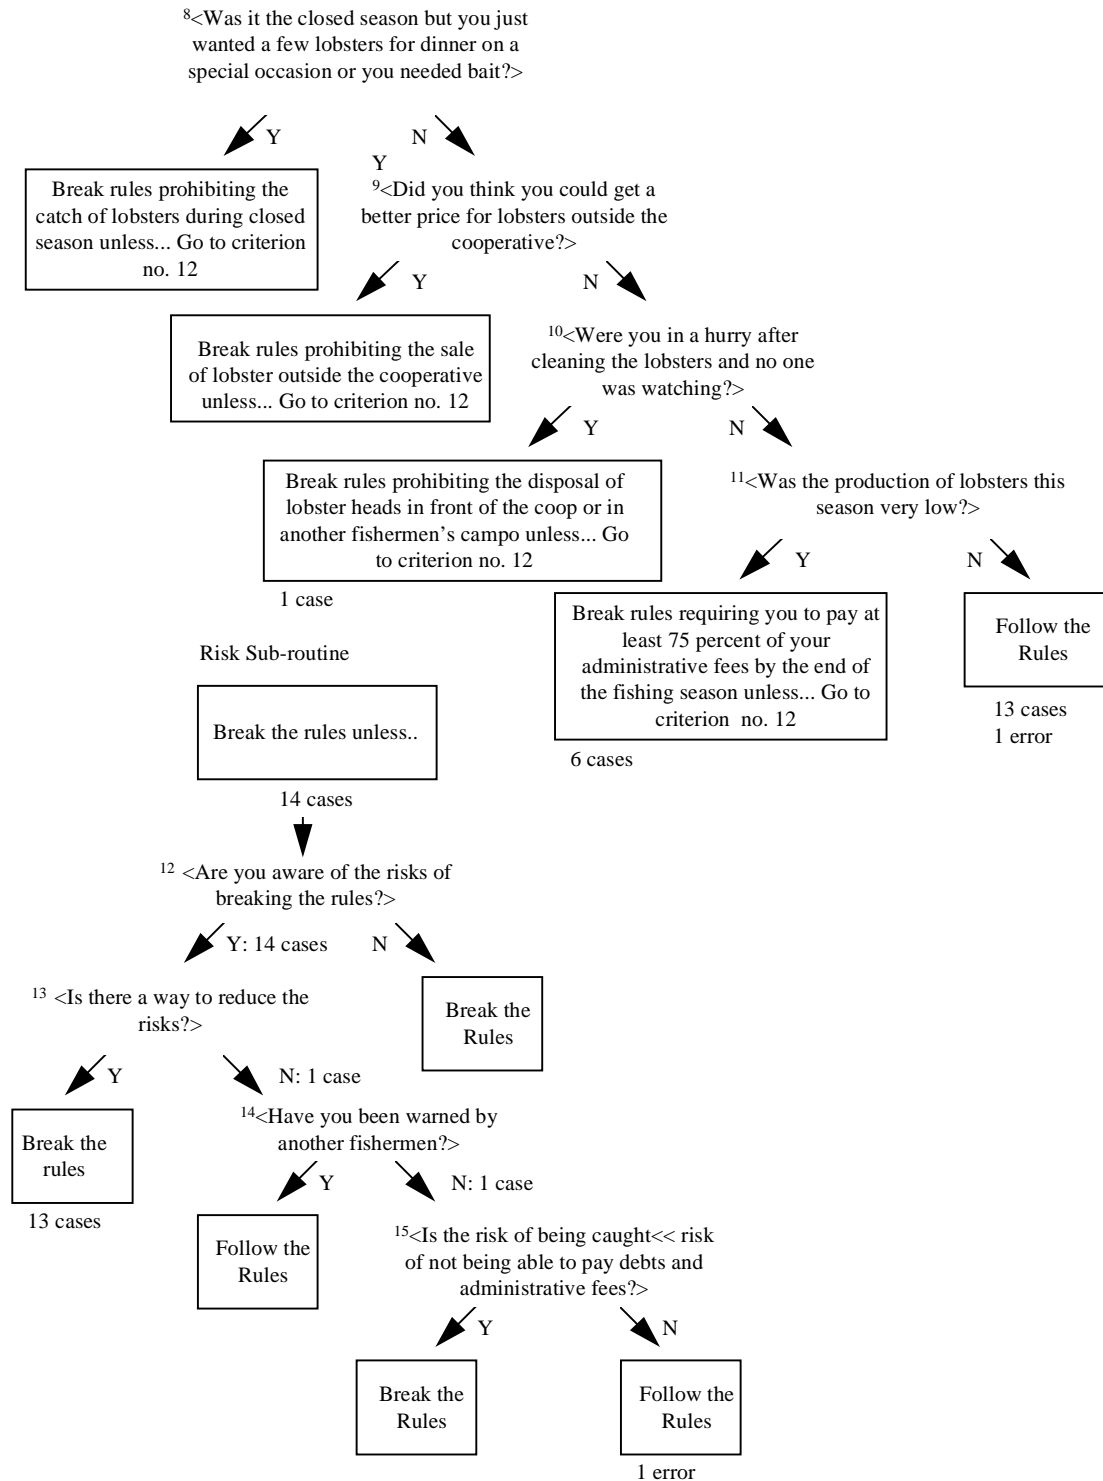 8<Was it the closed season but you just
wanted a few lobsters for dinner on a
special occasion or you needed bait?>
Y
N
Y
Break rules prohibiting the
catch of lobsters during closed
season unless... Go to criterion
no. 12
9<Did you think you could get a
better price for lobsters outside the
cooperative?>
Y
N
Break rules prohibiting the sale
of lobster outside the cooperative
unless... Go to criterion no. 12
10<Were you in a hurry after
cleaning the lobsters and no one
was watching?>
Y
N
Break rules prohibiting the disposal of
lobster heads in front of the coop or in
another fishermen's campo unless... Go
to criterion no. 12
1 case
11<Was the production of lobsters this
season very low?>
Y
N
Break rules requiring you to pay at
least 75 percent of your
administrative fees by the end of
the fishing season unless... Go to
criterion no. 12
6 cases
Follow the
Rules
13 cases
1 error
Risk Sub-routine
Break the rules unless..
14 cases
12 <Are you aware of the risks of
breaking the rules?>
Y: 14 cases
N
13 <Is there a way to reduce the
risks?>
Break the
Rules
Y
N: 1 case
Break the
rules
13 cases
14<Have you been warned by
another fishermen?>
Y
N: 1 case
Follow the
Rules
15<Is the risk of being caught<< risk
of not being able to pay debts and
administrative fees?>
Y
N
Break the
Rules
Follow the
Rules
1 error